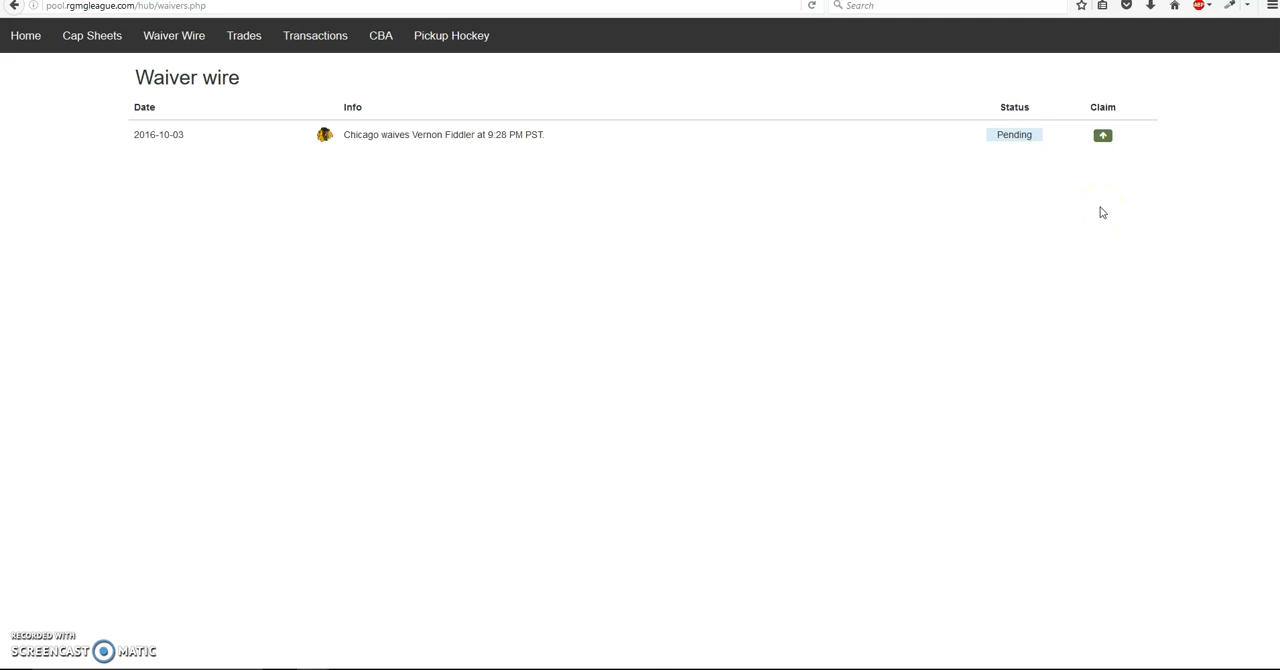 pool.rgmgleague.com/hub/waivers.php
Search
ABP
Home Cap Sheets Waiver Wire Trades Transactions CBA Pickup Hockey
Waiver wire
Date Info Status Claim
2016-10-03 Chicago waives Vernon Fiddler at 9:28 PM PST. Pending
RECORDED WITH
SCREENCAST MATIC